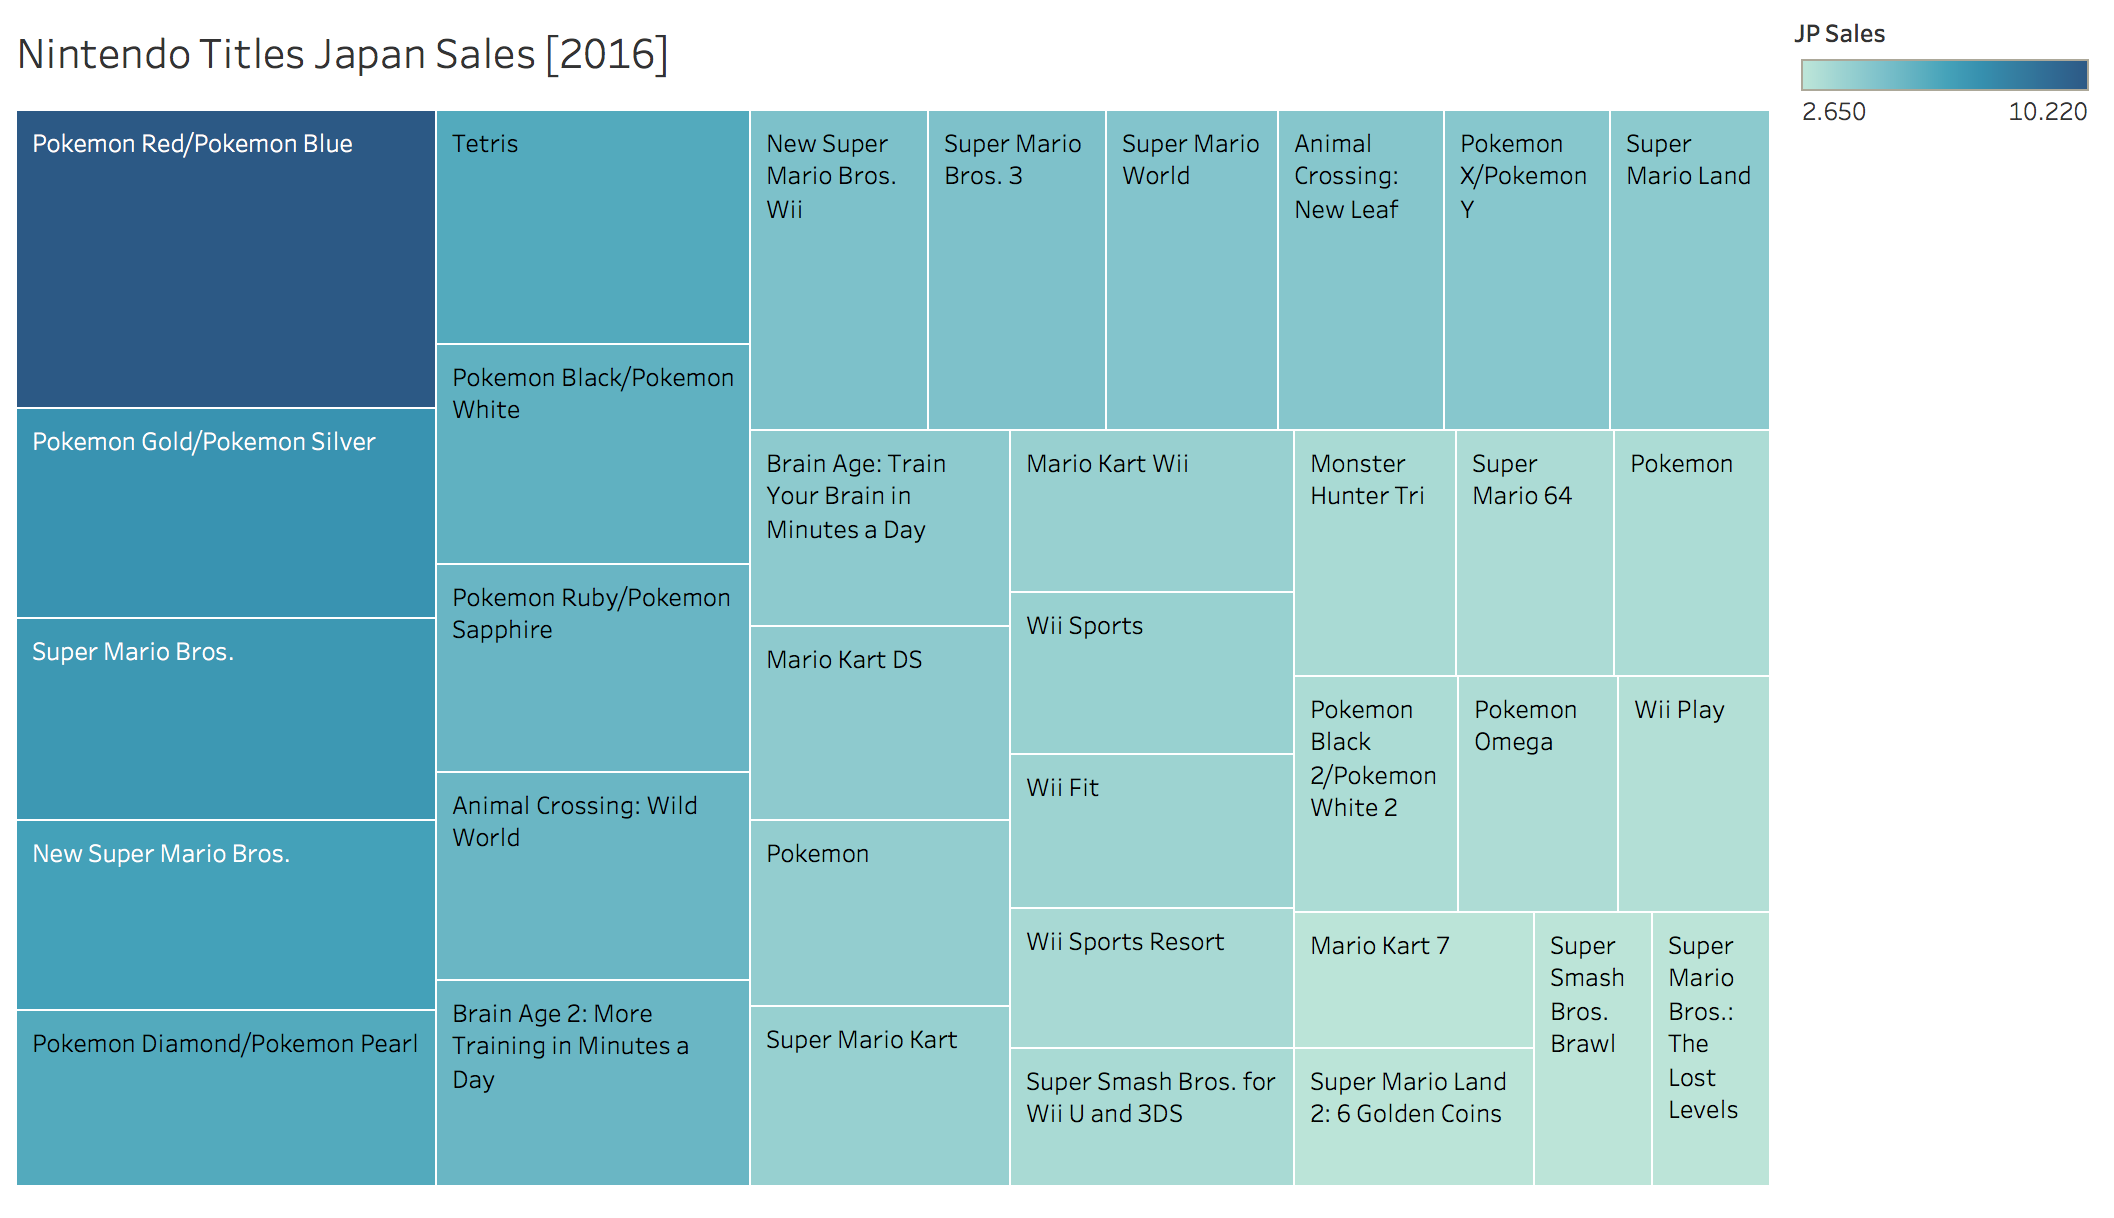 Nintendo Titles Japan Sales [2016]
JP Sales
2.650
10.220
Pokemon Red/Pokemon Blue
Pokemon Gold/Pokemon Silver
Super Mario Bros.
New Super Mario Bros.
Pokemon Diamond/Pokemon Pearl
Tetris
Pokemon Black/Pokemon
White
Pokemon Ruby/Pokemon
Sapphire
Animal Crossing: Wild
World
Brain Age 2: More
Training in Minutes a
Day
New Super
Mario Bros.
Wii
Super Mario
Bros. 3
Super Mario
World
Animal
Crossing:
New Leaf
Pokemon
X/Pokemon
Y
Super
Mario Land
Brain Age: Train
Your Brain in
Minutes a Day
Mario Kart DS
Pokemon
Super Mario Kart
Mario Kart Wii
Wii Sports
Wii Fit
Wii Sports Resort
Super Smash Bros. for
Wii U and 3DS
Monster
Hunter Tri
Super
Mario 64
Pokemon
Pokemon
Black
2/Pokemon
White 2
Pokemon
Omega
Wii Play
Mario Kart 7
Super Mario Land
2: 6 Golden Coins
Super
Smash
Bros.
Brawl
Super
Mario
Bros.:
The
Lost
Levels